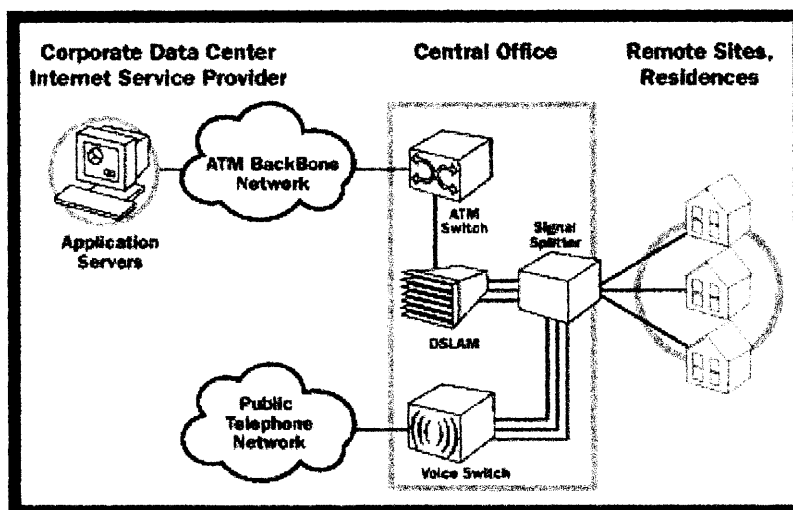 Corporate Data Center
Internet Service Provider
Central Office
Remote Sites,
Residences
ATM BackBone
Network
Application
Servers
ATM
Switch
Signal
Splitter
DSLAM
Public
Telephone
Network
Voice Switch